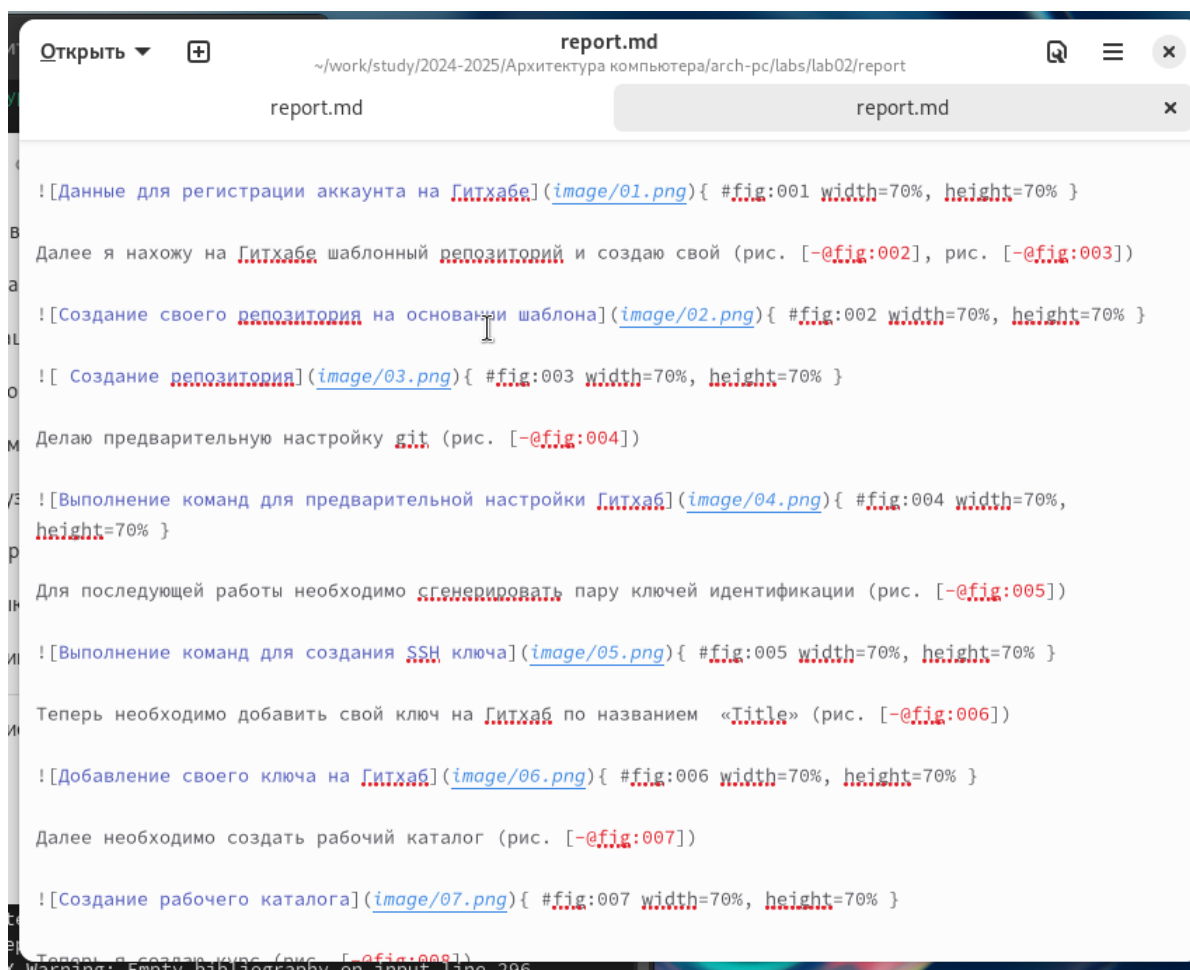 Открыть
report.md
~/work/study/2024-2025/Архитектура компьютера/arch-pc/labs/lab02/report
report.md
report.md
![Данные для регистрации аккаунта на Гитхабе](image/01.png){ #fig:001 width=70%, height=70% }
Далее я нахожу на Гитхабе шаблонный репозиторий и создаю свой (рис. [-@fig:002], рис. [-@fig:003])
![Создание своего репозитория на основании шаблона](image/02.png){ #fig:002 width=70%, height=70% }
![ Создание репозитория](image/03.png){ #fig:003 width=70%, height=70% }
Делаю предварительную настройку git (рис. [-@fig:004])
![Выполнение команд для предварительной настройки Гитхаб](image/04.png){ #fig:004 width=70%,
height=70% }
Для последующей работы необходимо сгенерировать пару ключей идентификации (рис. [-@fig:005])
![Выполнение команд для создания SSH ключа](image/05.png){ #fig:005 width=70%, height=70% }
Теперь необходимо добавить свой ключ на Гитхаб по названием  «Title» (рис. [-@fig:006])
![Добавление своего ключа на Гитхаб](image/06.png){ #fig:006 width=70%, height=70% }
Далее необходимо создать рабочий каталог (рис. [-@fig:007])
![Создание рабочего каталога](image/07.png){ #fig:007 width=70%, height=70% }
Теперь я создаю курс (рис. [-@fig:008])
Warning: Empty bibliography on input line 296